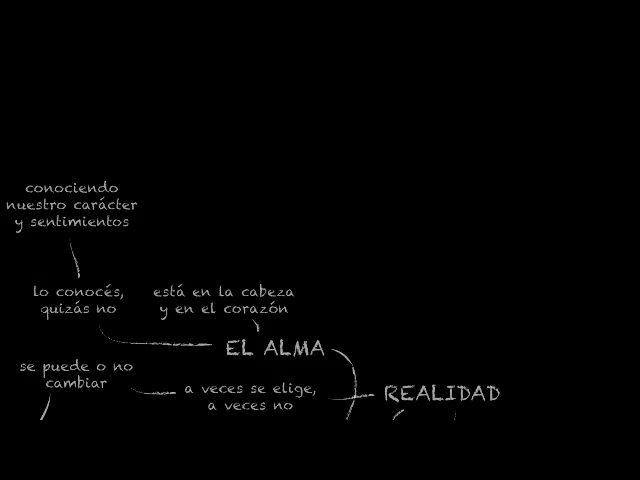 conociendo
nuestro carácter
y sentimientos
lo conocés,
quizás no
está en la cabeza
y en el corazón
EL ALMA
se puede o no
cambiar
a veces se elige,
a veces no
REALIDAD